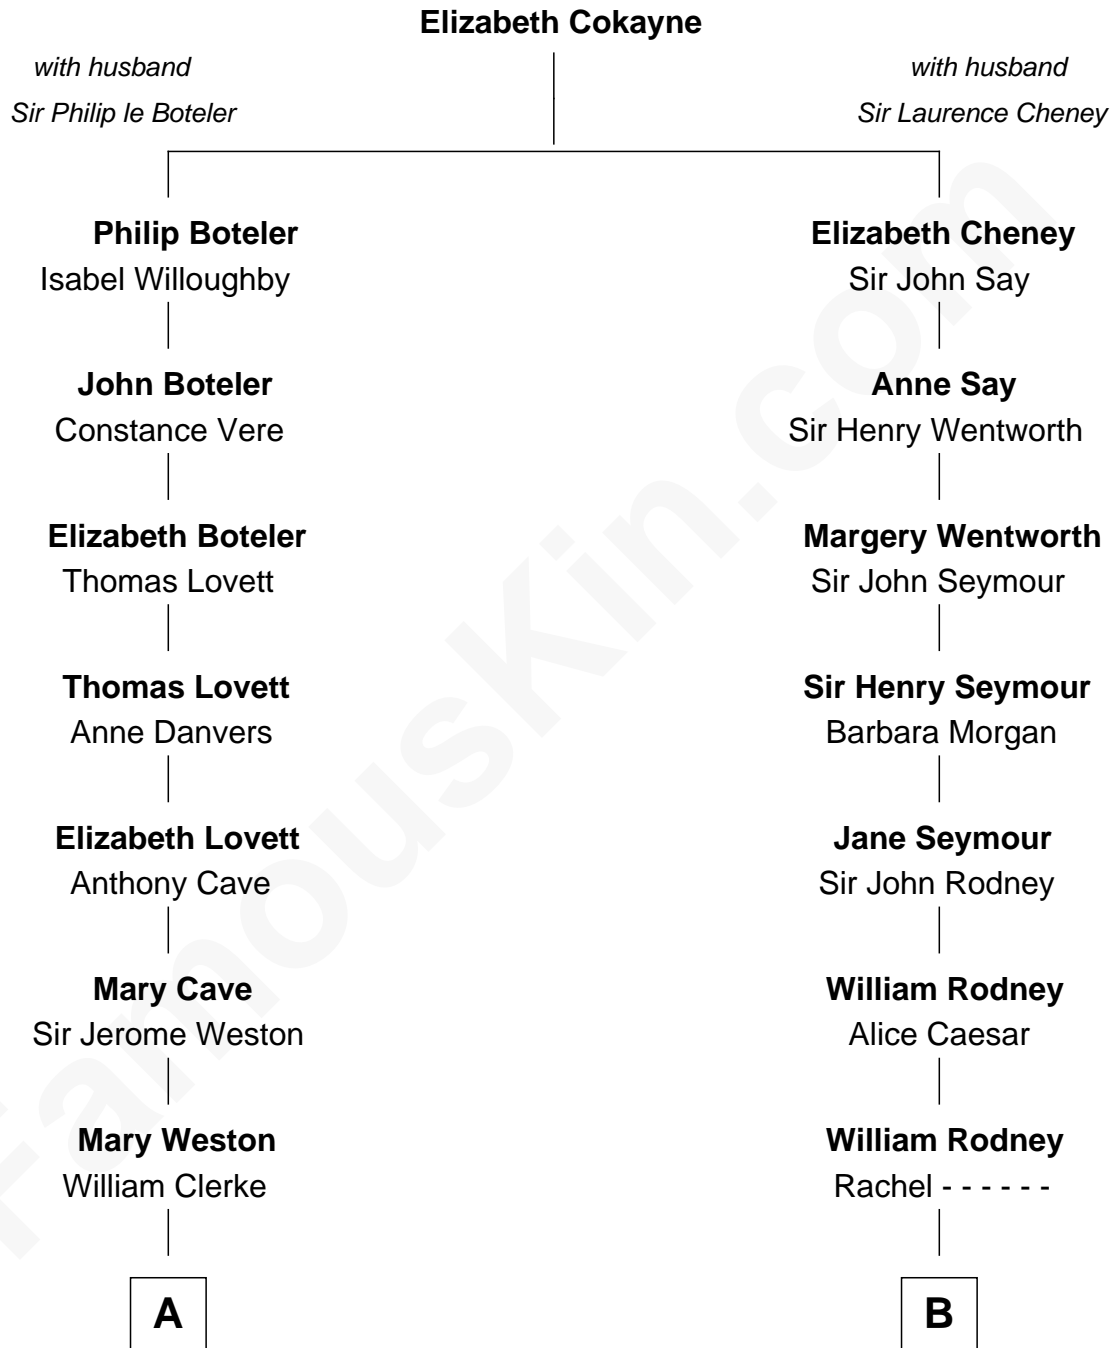 Elizabeth Cokayne
with husband
Sir Philip le Boteler
with husband
Sir Laurence Cheney
Philip Boteler
Isabel Willoughby
Elizabeth Cheney
Sir John Say
John Boteler
Constance Vere
Anne Say
Sir Henry Wentworth
Elizabeth Boteler
Thomas Lovett
Margery Wentworth
Sir John Seymour
Thomas Lovett
Anne Danvers
Sir Henry Seymour
Barbara Morgan
Elizabeth Lovett
Anthony Cave
Jane Seymour
Sir John Rodney
Mary Cave
Sir Jerome Weston
William Rodney
Alice Caesar
Mary Weston
William Clerke
William Rodney
Rachel - - - - - -
A
B
FamousKin.com